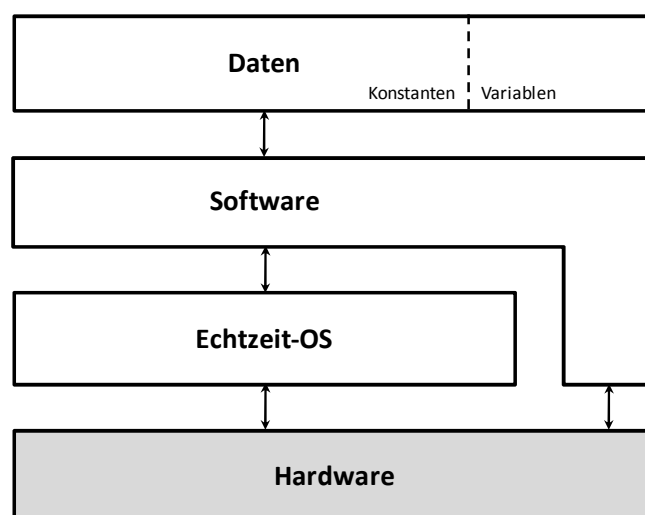 Daten
Konstanten Variablen
Software
Echtzeit-OS
Hardware